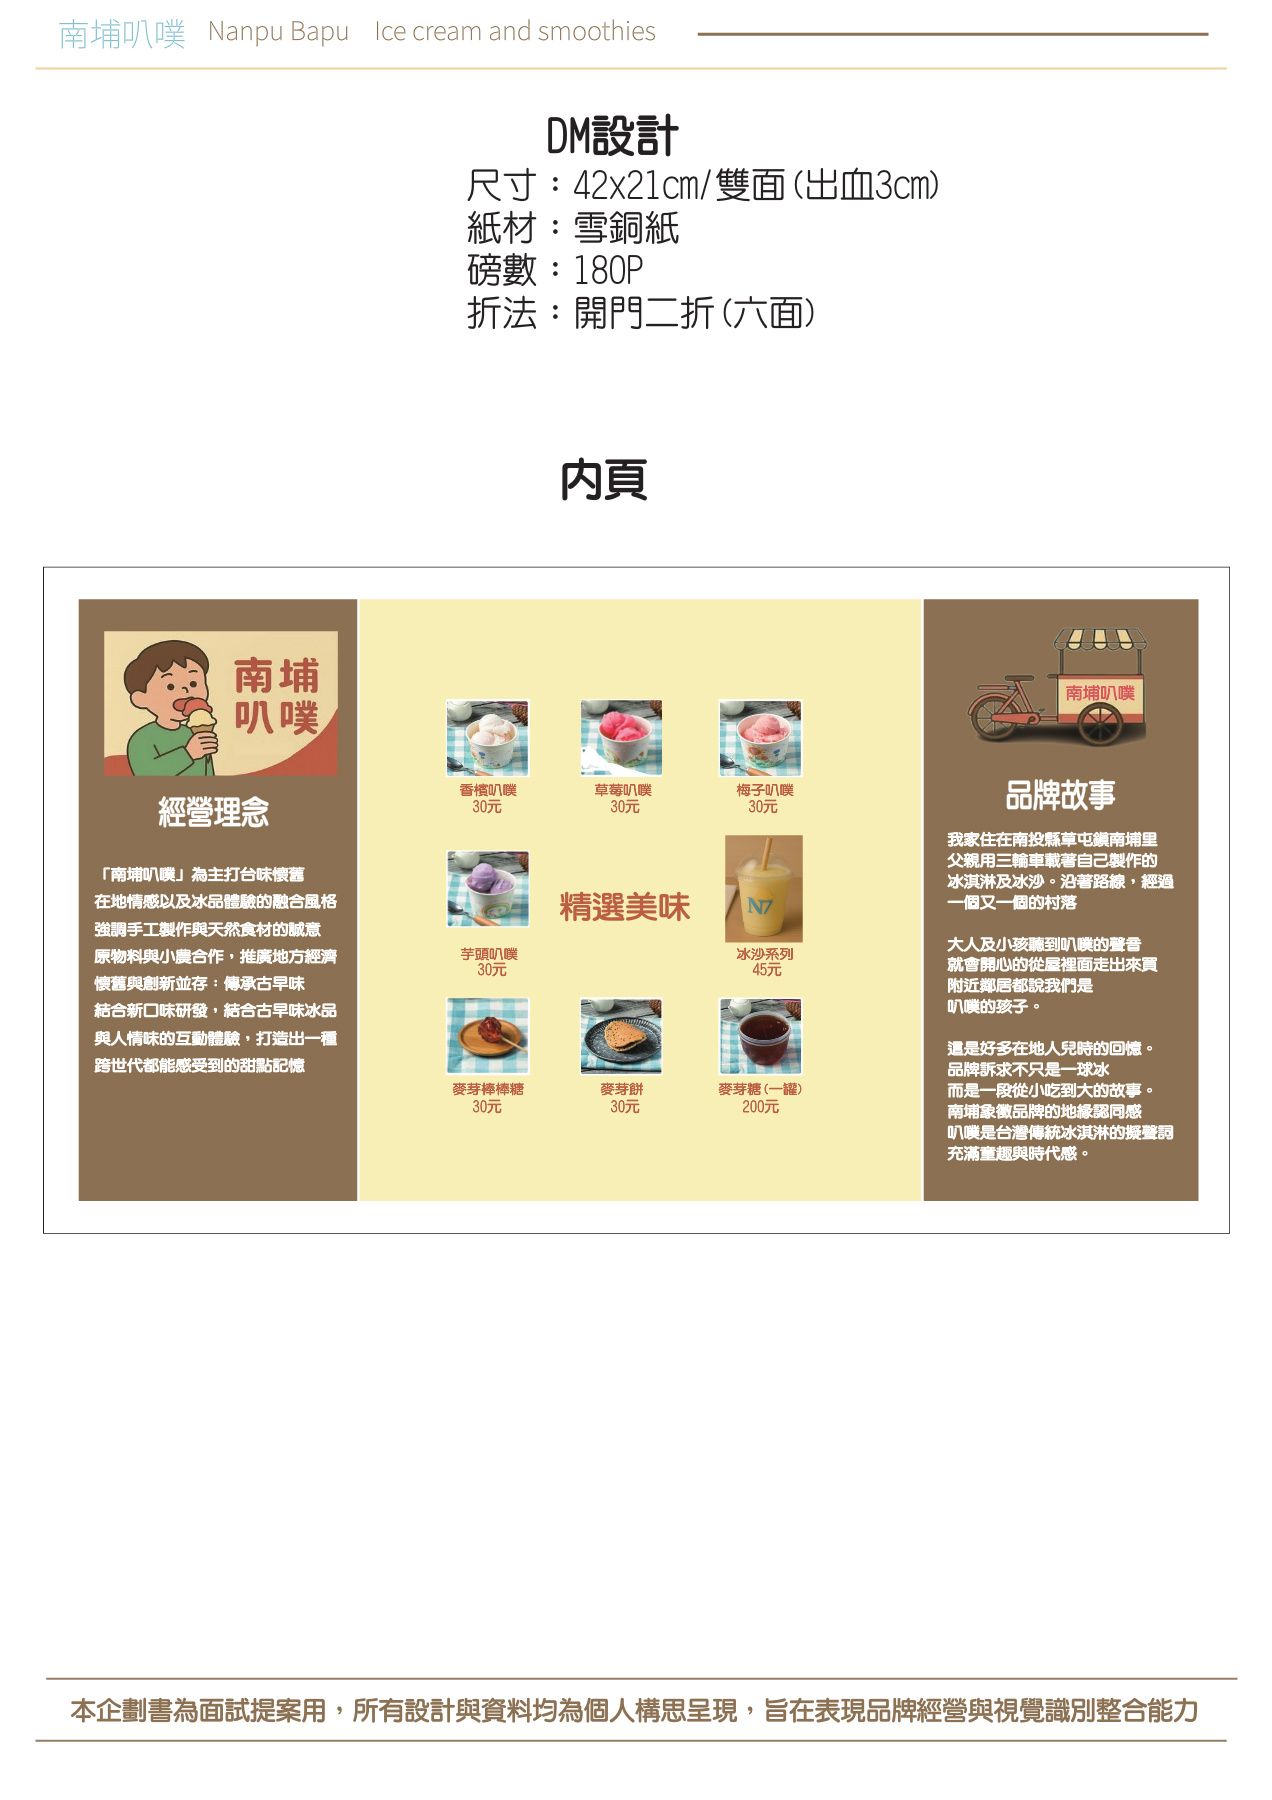 南埔叭噗 Nanpu Bapu Ice cream and smoothies
DM設計
尺寸：42x21cm/雙面(出血3cm)
紙材：雪銅紙
磅數：180P
折法：開門二折(六面)
內頁
南埔
叭噗
經營理念
「南埔叭噗」為主打台味懷舊
在地情感以及冰品體驗的融合風格
強調手工製作與天然食材的誠意
原物料與小農合作，推廣地方經濟
懷舊與創新並存：傳承古早味
結合新口味研發，結合古早味冰品
與人情味的互動體驗，打造出一種
跨世代都能感受到的甜點記憶
香檳叭噗
30元
草莓叭噗
30元
梅子叭噗
30元
芋頭叭噗
30元
精選美味
N7
冰沙系列
45元
麥芽棒棒糖
30元
麥芽餅
30元
麥芽糖(一罐)
200元
南埔叭噗
品牌故事
我家住在南投縣草屯鎮南埔里
父親用三輪車載著自己製作的
冰淇淋及冰沙。沿著路線，經過
一個又一個的村落
大人及小孩聽到叭噗的聲音
就會開心的從屋裡面走出來買
附近鄰居都說我們是
叭噗的孩子。
這是好多在地人兒時的回憶。
品牌訴求不只是一球冰
而是一段從小吃到大的故事。
南埔象徵品牌的地緣認同感
叭噗是台灣傳統冰淇淋的擬聲詞
充滿童趣與時代感。
本企劃書為面試提案用，所有設計與資料均為個人構思呈現，旨在表現品牌經營與視覺識別整合能力